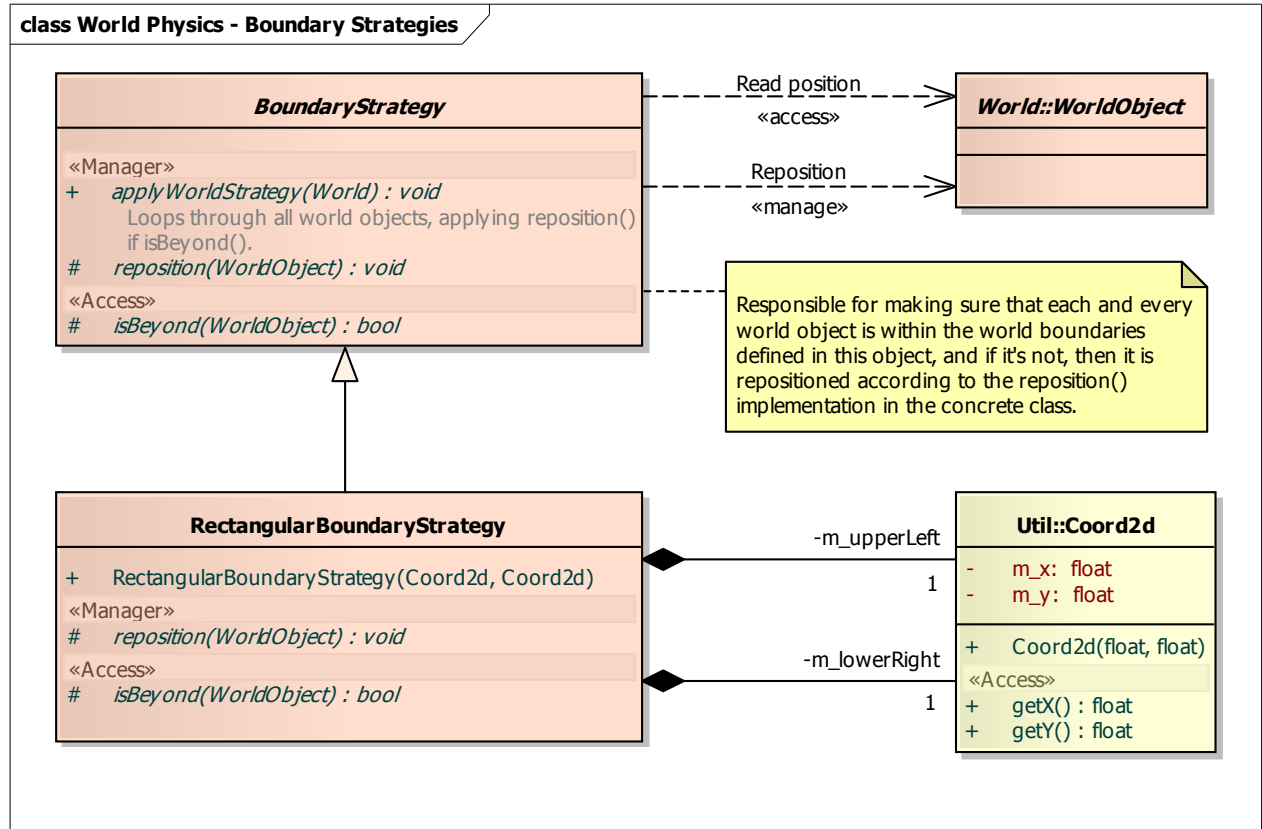 class World Physics - Boundary Strategies
BoundaryStrategy
«Manager»
+ applyWorldStrategy(World) : void
Loops through all world objects, applying reposition()
if isBeyond().
# reposition(WorldObject) : void
«Access»
# isBeyond(WorldObject) : bool
Read position
«access»
Reposition
«manage»
World::WorldObject
Responsible for making sure that each and every
world object is within the world boundaries
defined in this object, and if it's not, then it is
repositioned according to the reposition()
implementation in the concrete class.
RectangularBoundaryStrategy
+ RectangularBoundaryStrategy(Coord2d, Coord2d)
«Manager»
# reposition(WorldObject) : void
«Access»
# isBeyond(WorldObject) : bool
-m_upperLeft
1
-m_lowerRight
1
Util::Coord2d
- m_x: float
- m_y: float
+ Coord2d(float, float)
«Access»
+ getX() : float
+ getY() : float